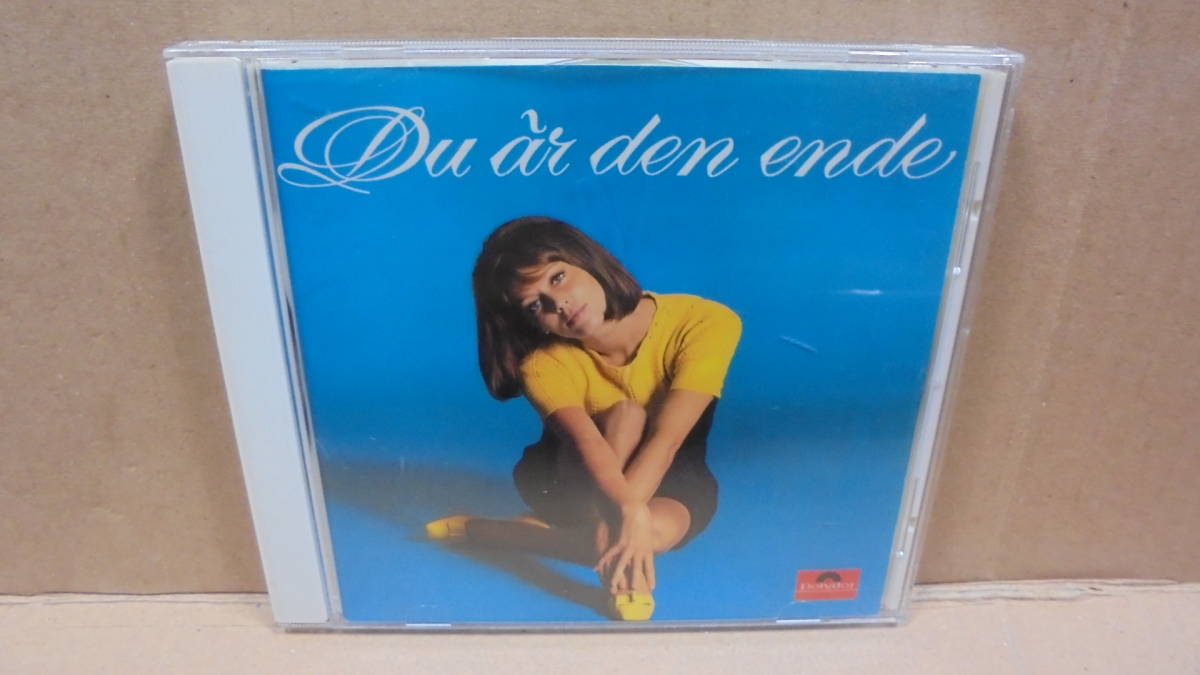 Du är den ende
Polydor